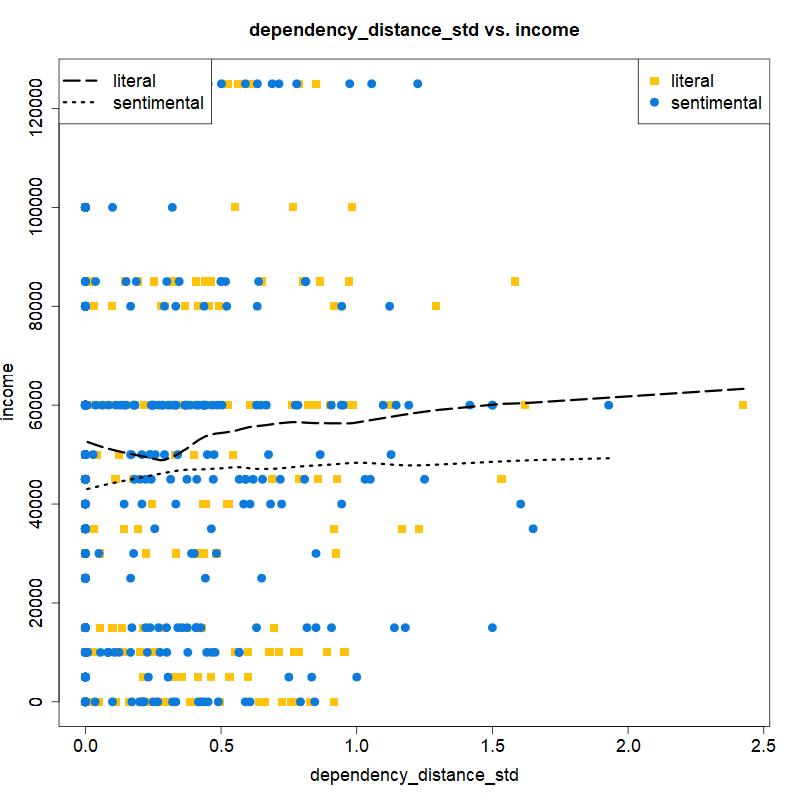 dependency_distance_std vs. income
literal
sentimental
literal
sentimental
income
120000
100000
80000
60000
40000
20000
0
0.0 0.5 1.0 1.5 2.0 2.5
dependency_distance_std